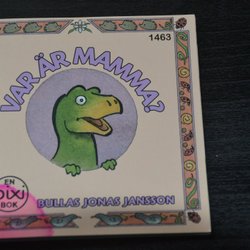 1463
VAR ÄR MAMMA?
EN
PIXI
BOK
BULLAS JONAS JANSSON